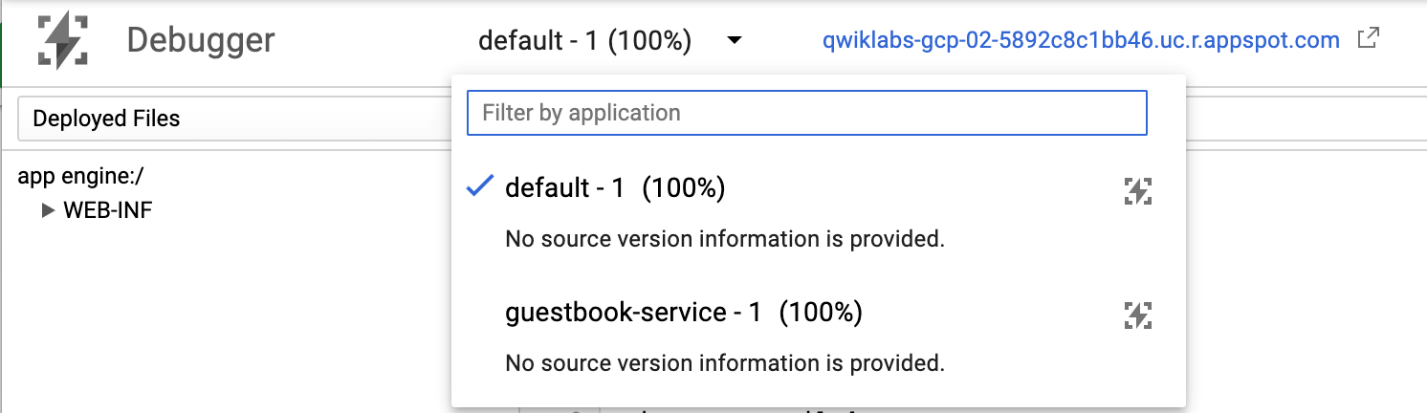 Debugger
default - 1 (100%)
qwiklabs-gcp-02-5892c8c1bb46.uc.r.appspot.com
Deployed Files
Filter by application
app engine:/
WEB-INF
default - 1 (100%)
No source version information is provided.
guestbook-service - 1 (100%)
No source version information is provided.